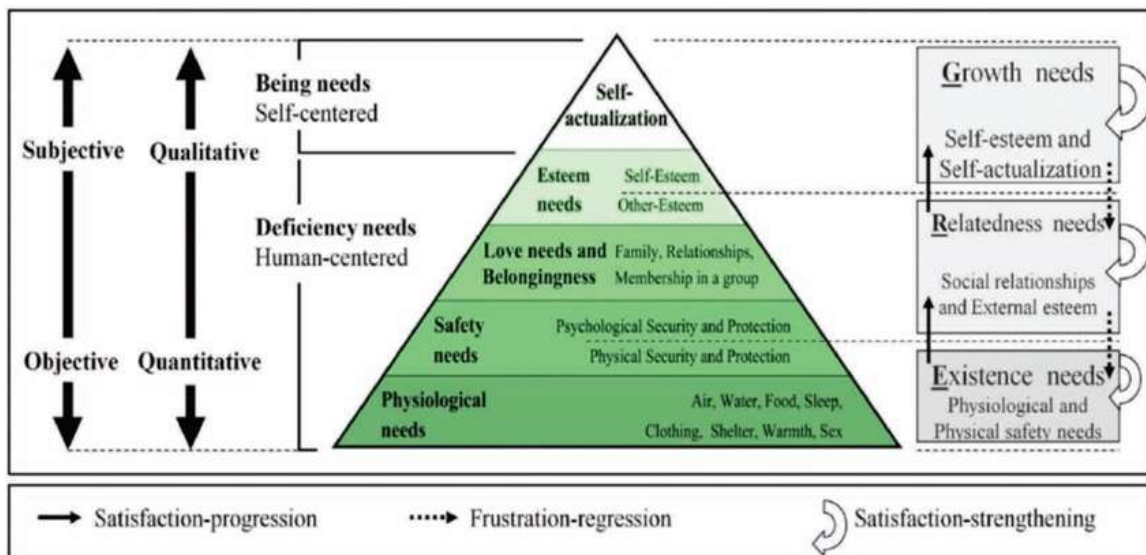 Being needs
Self-centered
Subjective Qualitative
Deficiency needs
Human-centered
Objective Quantitative
Self-
actualization
Esteem Self-Esteem
needs Other-Esteem
Love needs and Family, Relationships,
Belongingness Membership in a group
Safety Psychological Security and Protection
needs Physical Security and Protection
Physiological Air, Water, Food, Sleep,
needs Clothing, Shelter, Warmth, Sex
Growth needs
Self-esteem and
Self-actualization
Relatedness needs
Social relationships
and External esteem
Existence needs
Physiological and
Physical safety needs
Satisfaction-progression Frustration-regression Satisfaction-strengthening